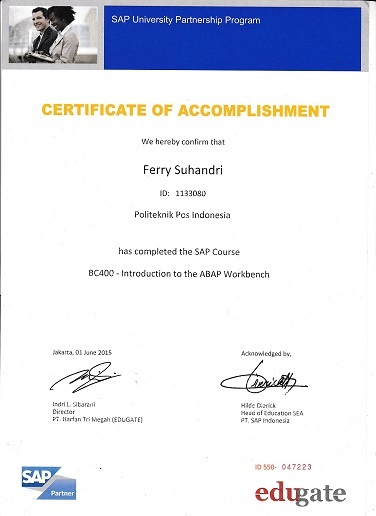 SAP University Partnership Program
CERTIFICATE OF ACCOMPLISHMENT
We hereby confirm that
Ferry Suhandri
ID: 1133080
Politeknik Pos Indonesia
has completed the SAP Course
BC400 - Introduction to the ABAP Workbench
Jakarta, 01 June 2015
Acknowledged by,
Indri L. Sibarani
Director
PT. Harfan Tri Megah (EDUGATE)
Hilde Dierick
Head of Education SEA
PT. SAP Indonesia
SAP
Partner
ID 550- 047223
edugate